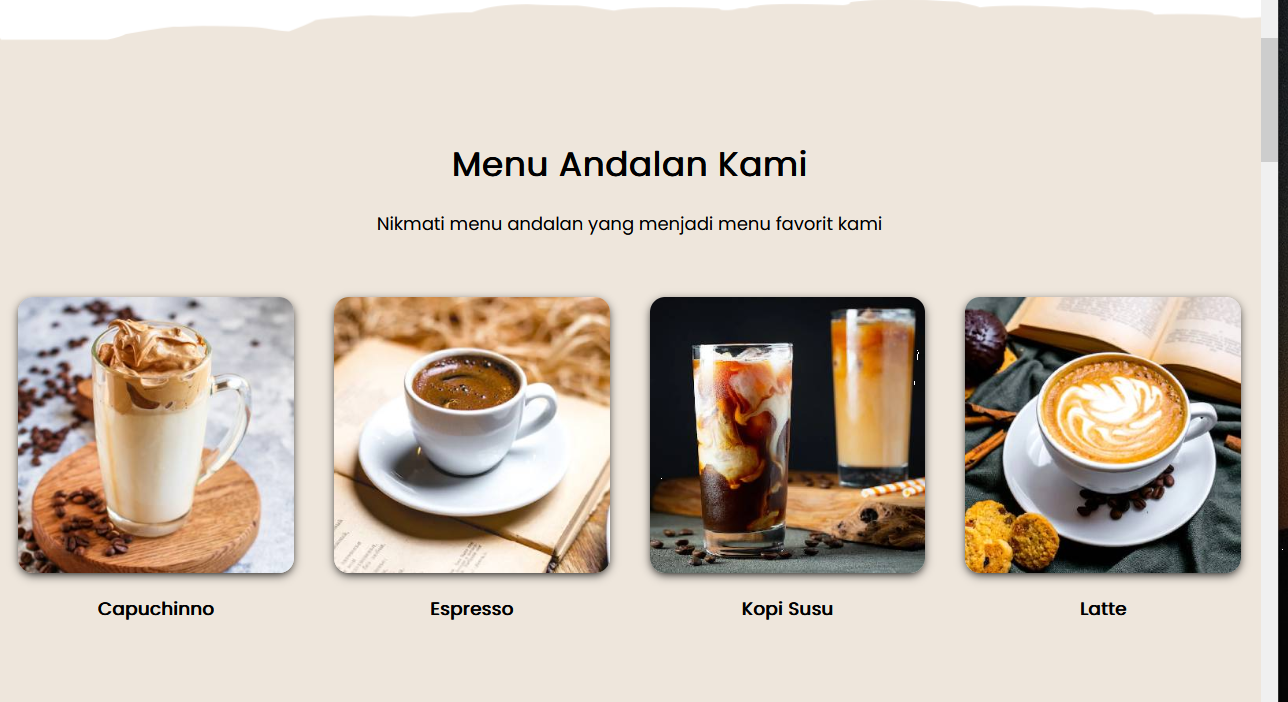 Menu Andalan Kami
Nikmati menu andalan yang menjadi menu favorit kami
Capuchinno
Espresso
Kopi Susu
Latte